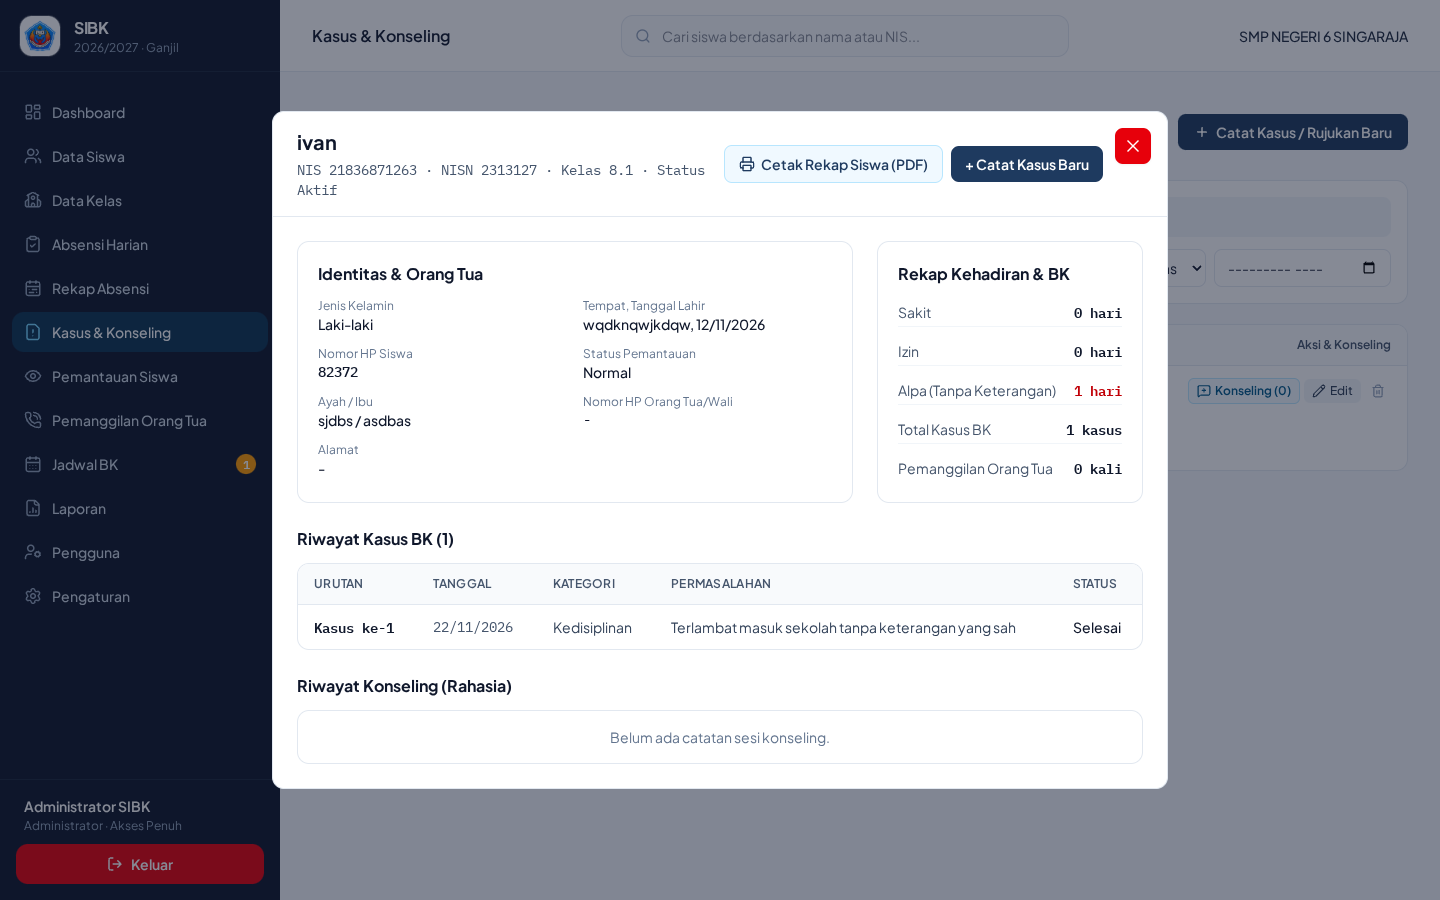 SIBK
2026/2027 · Ganjil
Dashboard
Data Siswa
Data Kelas
Absensi Harian
Rekap Absensi
Kasus & Konseling
Pemantauan Siswa
Pemanggilan Orang Tua
Jadwal BK
1
Laporan
Pengguna
Pengaturan
Administrator SIBK
Administrator · Akses Penuh
Keluar
Kasus & Konseling
Cari siswa berdasarkan nama atau NIS...
SMP NEGERI 6 SINGARAJA
+ Catat Kasus / Rujukan Baru
--------- ----
Aksi & Konseling
Konseling (0)
Edit
ivan
NIS 21836871263 · NISN 2313127 · Kelas 8.1 · Status
Aktif
Cetak Rekap Siswa (PDF)
+ Catat Kasus Baru
Identitas & Orang Tua
Jenis Kelamin
Laki-laki
Tempat, Tanggal Lahir
wqdknqwjkdqw, 12/11/2026
Nomor HP Siswa
82372
Status Pemantauan
Normal
Ayah / Ibu
sjdbs / asdbas
Nomor HP Orang Tua/Wali
-
Alamat
-
Rekap Kehadiran & BK
Sakit 0 hari
Izin 0 hari
Alpa (Tanpa Keterangan) 1 hari
Total Kasus BK 1 kasus
Pemanggilan Orang Tua 0 kali
Riwayat Kasus BK (1)
URUTAN TANGGAL KATEGORI PERMASALAHAN STATUS
Kasus ke-1 22/11/2026 Kedisiplinan Terlambat masuk sekolah tanpa keterangan yang sah Selesai
Riwayat Konseling (Rahasia)
Belum ada catatan sesi konseling.